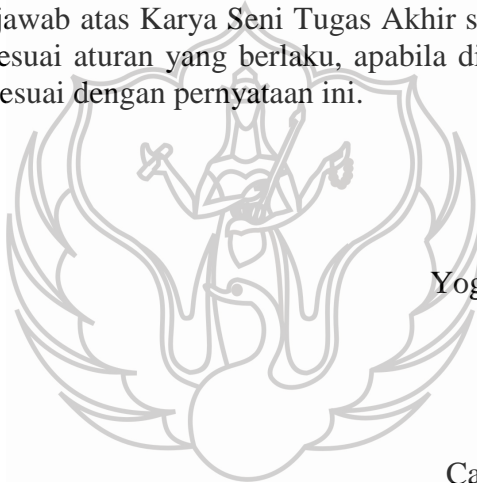 jawab atas Karya Seni Tugas Akhir s
esuai aturan yang berlaku, apabila di
esuai dengan pernyataan ini.
Yog
Ca